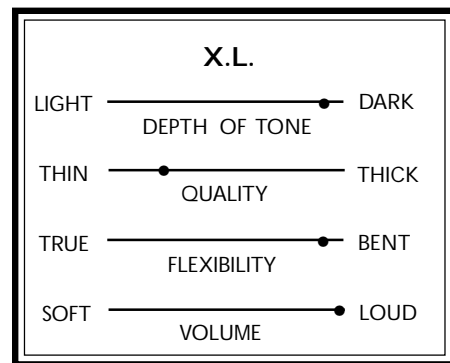 X.L.
LIGHT DARK
DEPTH OF TONE
THIN THICK
QUALITY
TRUE BENT
FLEXIBILITY
SOFT LOUD
VOLUME